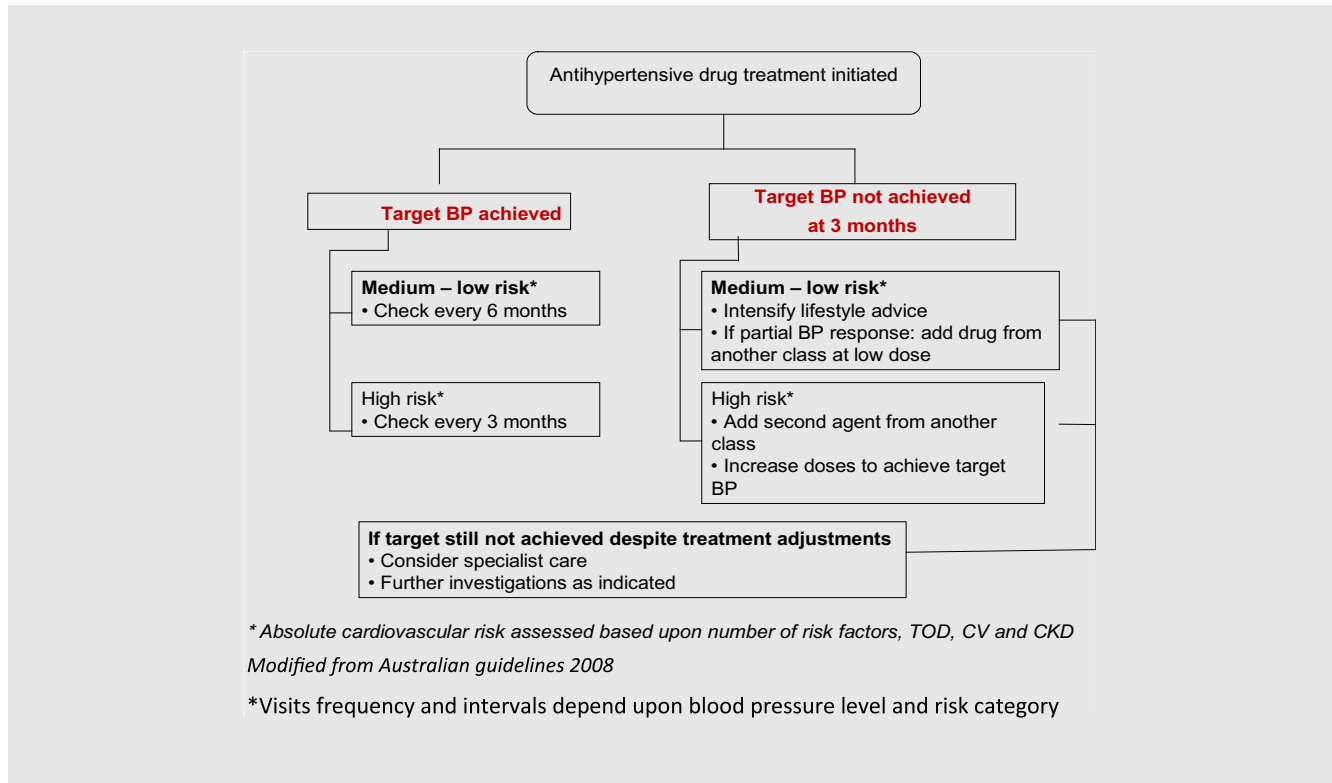 Antihypertensive drug treatment initiated
Target BP achieved
Target BP not achieved
at 3 months
Medium – low risk*
• Check every 6 months
High risk*
• Check every 3 months
Medium – low risk*
• Intensify lifestyle advice
• If partial BP response: add drug from
another class at low dose
High risk*
• Add second agent from another
class
• Increase doses to achieve target
BP
If target still not achieved despite treatment adjustments
• Consider specialist care
• Further investigations as indicated
* Absolute cardiovascular risk assessed based upon number of risk factors, TOD, CV and CKD
Modified from Australian guidelines 2008
*Visits frequency and intervals depend upon blood pressure level and risk category